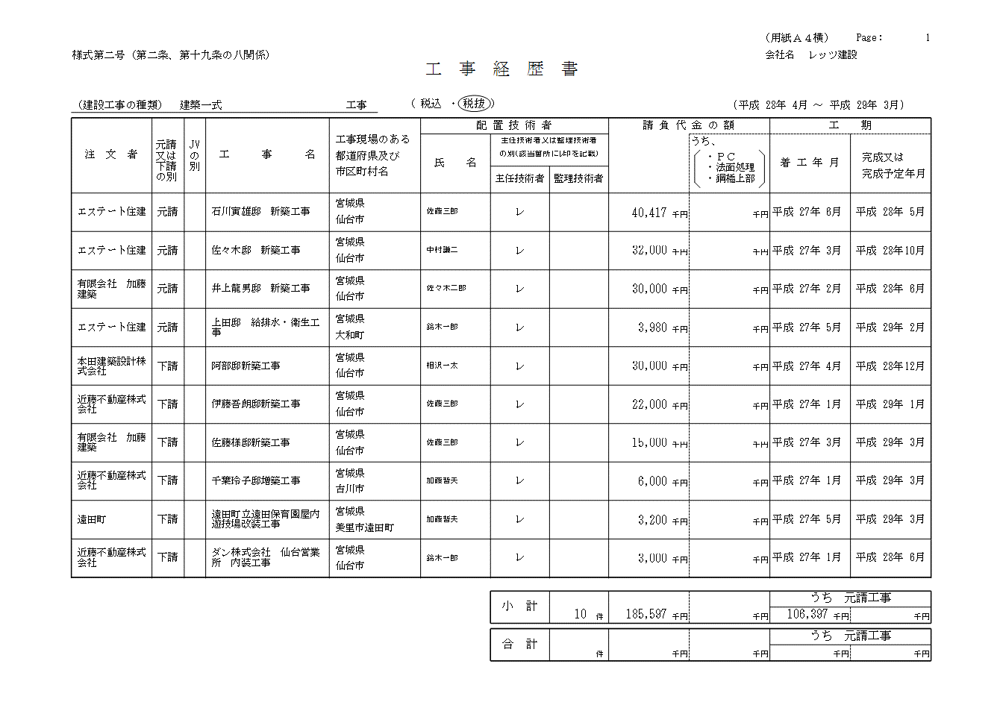 （用紙Ａ４横） Page： 1
様式第二号（第二条、第十九条の八関係） 会社名 レッツ建設
工 事 経 歴 書
（建設工事の種類） 建築一式 工事 （ 税込 ・ 税抜） （平成 28年 4月 ～ 平成 29年 3月）
注 文 者 元請又は下請の別 JVの別 工 事 名 工事現場のある都道府県及び市区町村名 配 置 技 術 者 請 負 代 金 の 額 工 期
氏 名 主任技術者又は監理技術者の別(該当箇所にレ印を記載) うち、 着 工 年 月 完成又は完成予定年月
主任技術者 監理技術者 ・ＰＣ ・法面処理 ・鋼橋上部
エステート住建 元請 石川寅雄邸 新築工事 宮城県 仙台市 佐藤三郎 レ 40,417 千円 千円 平成 27年 6月 平成 28年 5月
エステート住建 元請 佐々木邸 新築工事 宮城県 仙台市 中村謙二 レ 32,000 千円 千円 平成 27年 3月 平成 28年10月
有限会社 加藤建築 元請 井上龍男邸 新築工事 宮城県 仙台市 佐々木二郎 レ 30,000 千円 千円 平成 27年 2月 平成 28年 6月
エステート住建 元請 上田邸 給排水・衛生工事 宮城県 大和町 鈴木一郎 レ 3,980 千円 千円 平成 27年 5月 平成 29年 2月
本田建築設計株式会社 下請 阿部邸新築工事 宮城県 仙台市 相沢一太 レ 30,000 千円 千円 平成 27年 4月 平成 28年12月
近藤不動産株式会社 下請 伊藤吾朗邸新築工事 宮城県 仙台市 佐藤三郎 レ 22,000 千円 千円 平成 27年 1月 平成 29年 1月
有限会社 加藤建築 下請 佐藤様邸新築工事 宮城県 仙台市 佐藤三郎 レ 15,000 千円 千円 平成 27年 3月 平成 29年 3月
近藤不動産株式会社 下請 千葉玲子邸増築工事 宮城県 古川市 加藤哲夫 レ 6,000 千円 千円 平成 27年 1月 平成 29年 3月
遠田町 下請 遠田町立遠田保育園屋内遊技場改装工事 宮城県 美里市遠田町 加藤哲夫 レ 3,200 千円 千円 平成 27年 5月 平成 29年 3月
近藤不動産株式会社 下請 ダン株式会社 仙台営業所 内装工事 宮城県 仙台市 鈴木一郎 レ 3,000 千円 千円 平成 27年 1月 平成 28年 6月
うち 元請工事
小 計 10 件 185,597 千円 千円 106,397 千円 千円
うち 元請工事
合 計 件 千円 千円 千円 千円